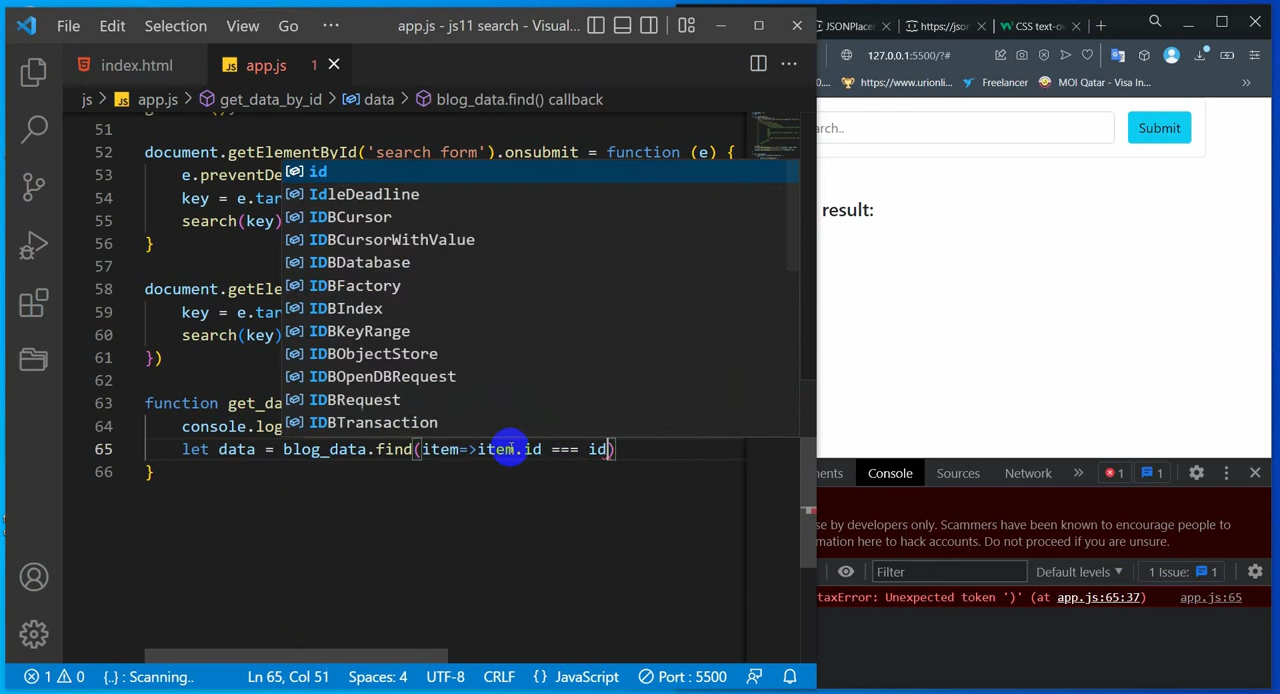 File Edit Selection View Go ··· app.js - js11 search - Visual...
index.html
app.js 1
js > app.js > get_data_by_id > data > blog_data.find() callback
51
52 document.getElementById('search_form').onsubmit = function (e) {
53 e.preventDe
54 key = e.tar
55 search(key)
56 }
57
58 document.getEle
59 key = e.tar
60 search(key)
61 })
62
63 function get_da
64 console.log
65 let data = blog_data.find(item=>item.id === id)
66 }
id
IdleDeadline
IDBCursor
IDBCursorWithValue
IDBDatabase
IDBFactory
IDBIndex
IDBKeyRange
IDBObjectStore
IDBOpenDBRequest
IDBRequest
IDBTransaction
1 0 {..} : Scanning... Ln 65, Col 51 Spaces: 4 UTF-8 CRLF {} JavaScript Port : 5500
JSONPlacel https://json CSS text-ov
127.0.0.1:5500/?#
https://www.urionli... Freelancer MOI Qatar - Visa In...
rch.. Submit
result:
ments Console Sources Network 1 1
se by developers only. Scammers have been known to encourage people to
mation here to hack accounts. Do not proceed if you are unsure.
Filter Default levels 1 Issue: 1
taxError: Unexpected token ')' (at app.js:65:37) app.js:65